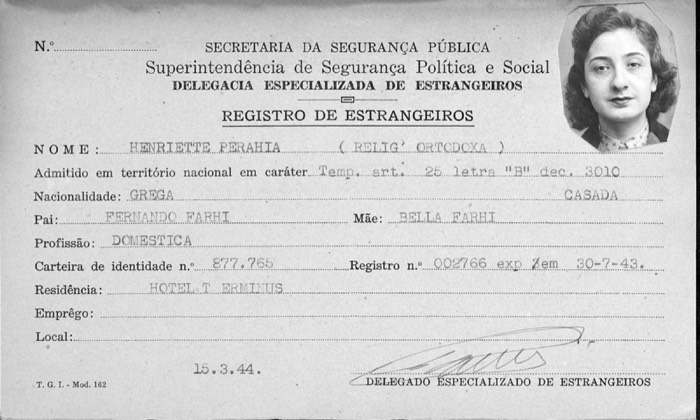 N.º
SECRETARIA DA SEGURANÇA PÚBLICA
Superintendência de Segurança Política e Social
DELEGACIA ESPECIALIZADA DE ESTRANGEIROS
REGISTRO DE ESTRANGEIROS
NOME: HENRIETTE PERAHIA ( RELIG' ORTODOXA )
Admitido em território nacional em caráter Temp. art. 25 letra "B" dec. 3010
Nacionalidade: GREGA CASADA
Pai: FERNANDO FARHI Mãe: BELLA FARHI
Profissão: DOMESTICA
Carteira de identidade n.º 877.765 Registro n.º 002766 exp em 30-7-43.
Residência: HOTEL T ERMINUS
Emprêgo:
Local:
15.3.44.
T. G. I. - Mod. 162 DELEGADO ESPECIALIZADO DE ESTRANGEIROS